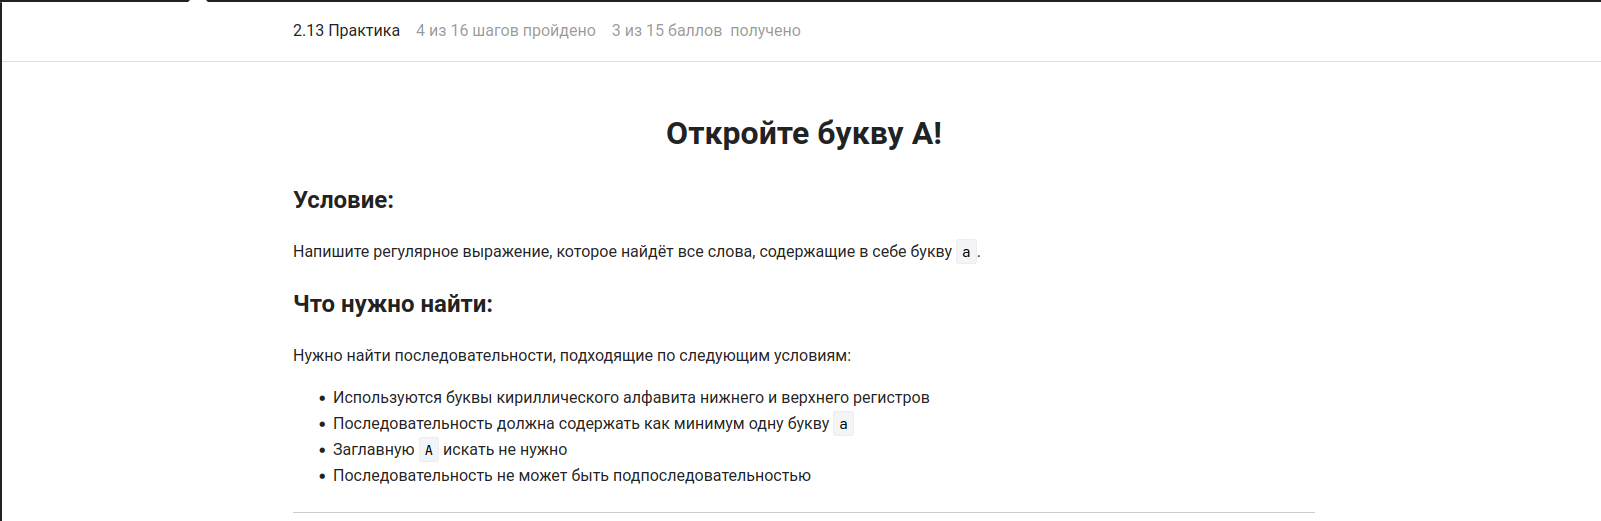 2.13 Практика 4 из 16 шагов пройдено 3 из 15 баллов получено
Откройте букву А!
Условие:
Напишите регулярное выражение, которое найдёт все слова, содержащие в себе букву а.
Что нужно найти:
Нужно найти последовательности, подходящие по следующим условиям:
• Используются буквы кириллического алфавита нижнего и верхнего регистров
• Последовательность должна содержать как минимум одну букву а
• Заглавную А искать не нужно
• Последовательность не может быть подпоследовательностью